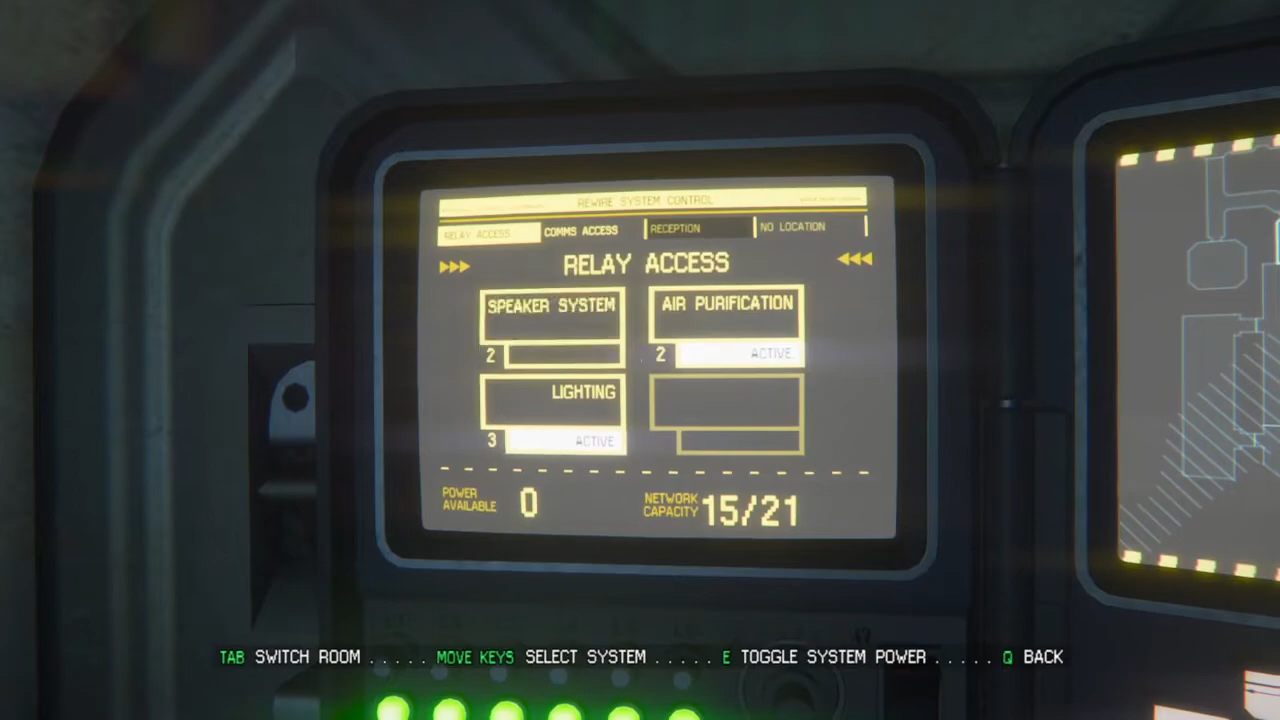 REWIRE SYSTEM CONTROL
RELAY ACCESS COMMS ACCESS RECEPTION NO LOCATION
RELAY ACCESS
SPEAKER SYSTEM AIR PURIFICATION
2 2 ACTIVE
LIGHTING
3 ACTIVE
POWER AVAILABLE 0 NETWORK CAPACITY 15/21
TAB SWITCH ROOM ..... MOVE KEYS SELECT SYSTEM ..... E TOGGLE SYSTEM POWER ..... Q BACK